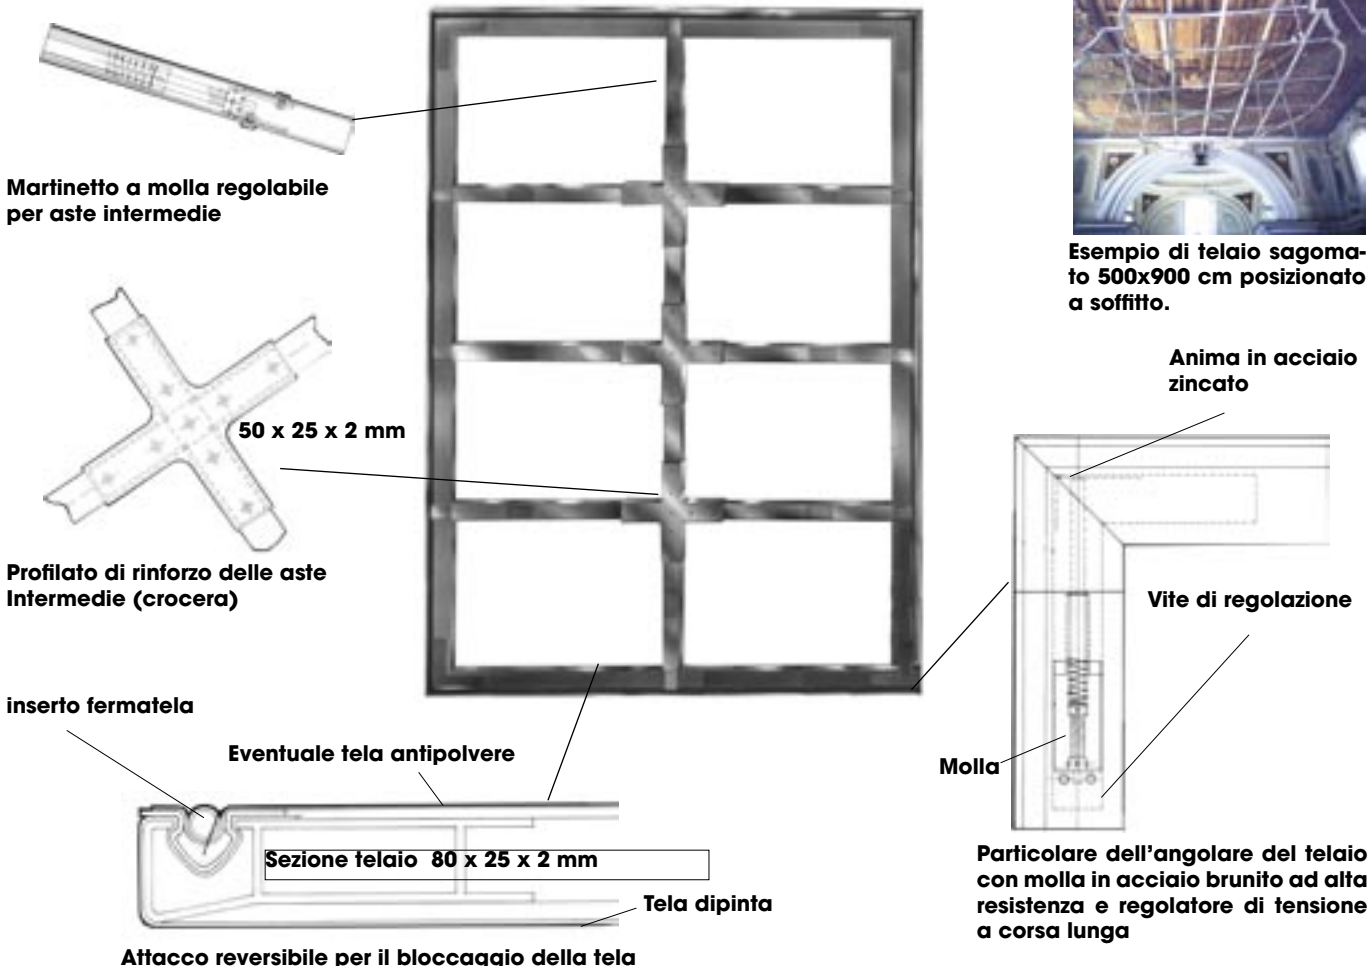 Martinetto a molla regolabile
per aste intermedie
Esempio di telaio sagoma-
to 500x900 cm posizionato
a soffitto.
50 x 25 x 2 mm
Profilato di rinforzo delle aste
Intermedie (crocera)
Anima in acciaio
zincato
Vite di regolazione
Molla
Particolare dell'angolare del telaio
con molla in acciaio brunito ad alta
resistenza e regolatore di tensione
a corsa lunga
inserto fermatela
Eventuale tela antipolvere
Sezione telaio 80 x 25 x 2 mm
Tela dipinta
Attacco reversibile per il bloccaggio della tela